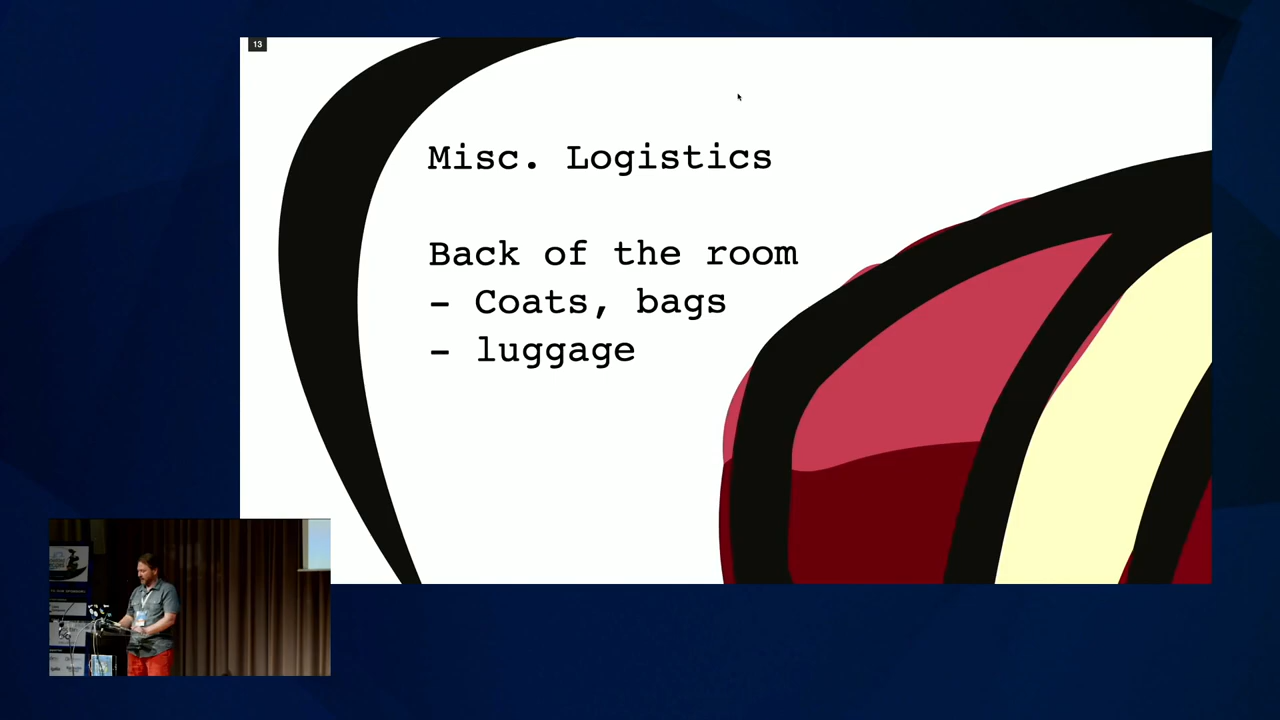 13
Misc. Logistics
Back of the room
- Coats, bags
- luggage